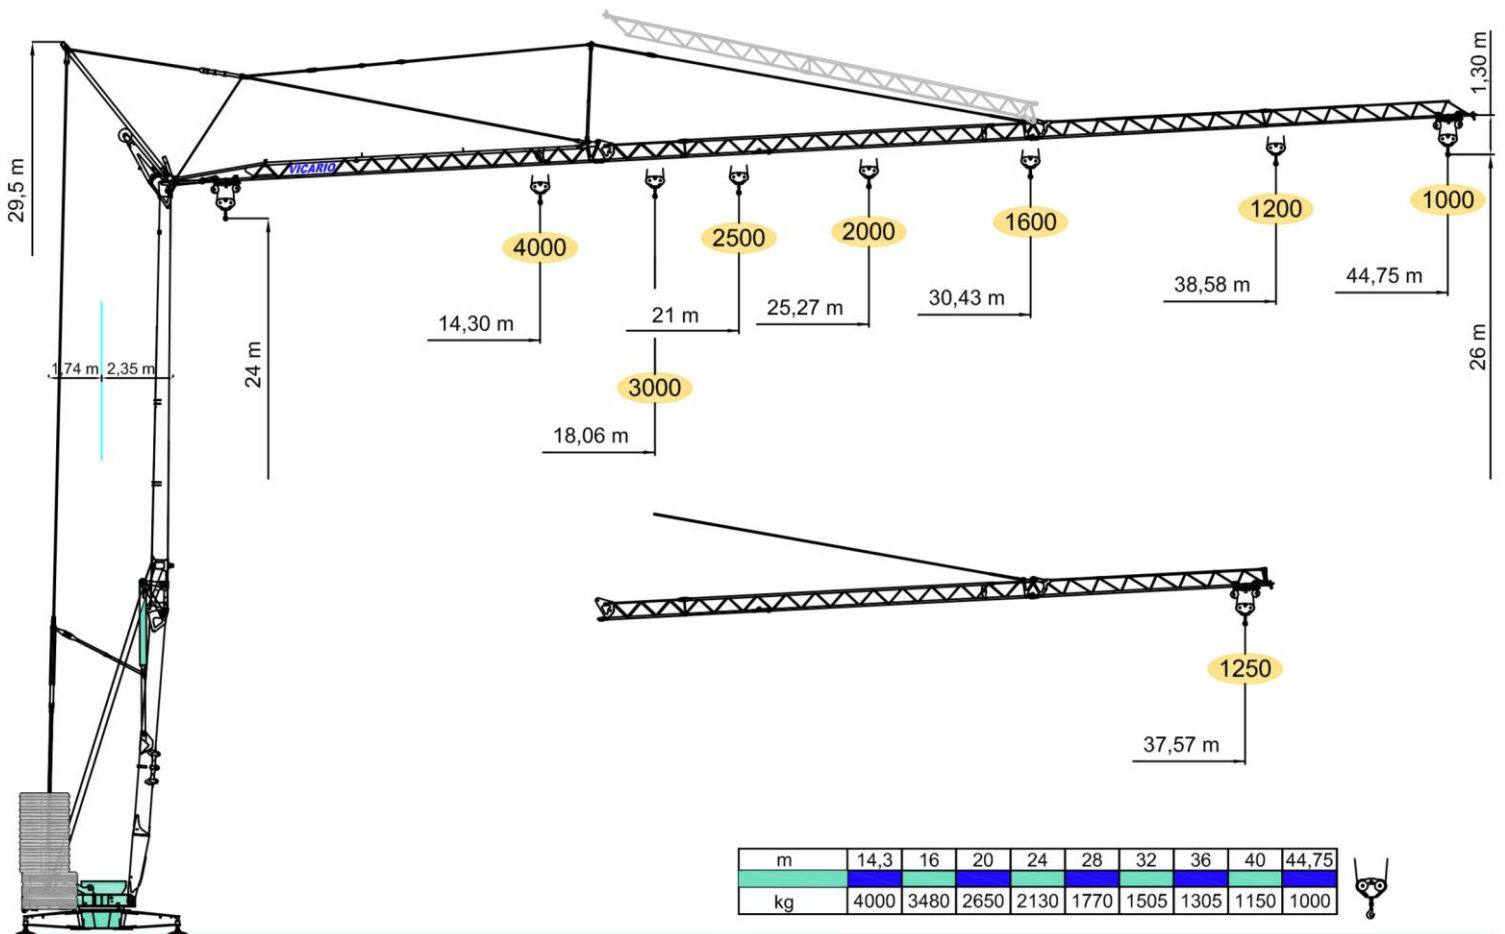 1,30 m
29,5 m
VICARIO
4000
2500
2000
1600
1200
1000
14,30 m
21 m
25,27 m
30,43 m
38,58 m
44,75 m
1,74 m 2,35 m
24 m
26 m
3000
18,06 m
1250
37,57 m
m 14,3 16 20 24 28 32 36 40 44,75
kg 4000 3480 2650 2130 1770 1505 1305 1150 1000